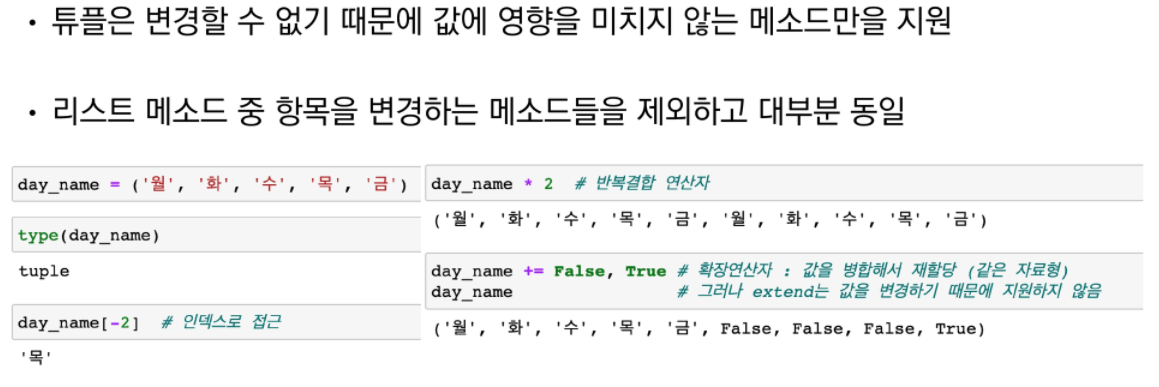 • 튜플은 변경할 수 없기 때문에 값에 영향을 미치지 않는 메소드만을 지원
• 리스트 메소드 중 항목을 변경하는 메소드들을 제외하고 대부분 동일
day_name = ('월', '화', '수', '목', '금')
type(day_name)
tuple
day_name[-2]  # 인덱스로 접근
'목'
day_name * 2  # 반복결합 연산자
('월', '화', '수', '목', '금', '월', '화', '수', '목', '금')
day_name += False, True # 확장연산자 : 값을 병합해서 재할당 (같은 자료형)
day_name                # 그러나 extend는 값을 변경하기 때문에 지원하지 않음
('월', '화', '수', '목', '금', False, False, False, True)